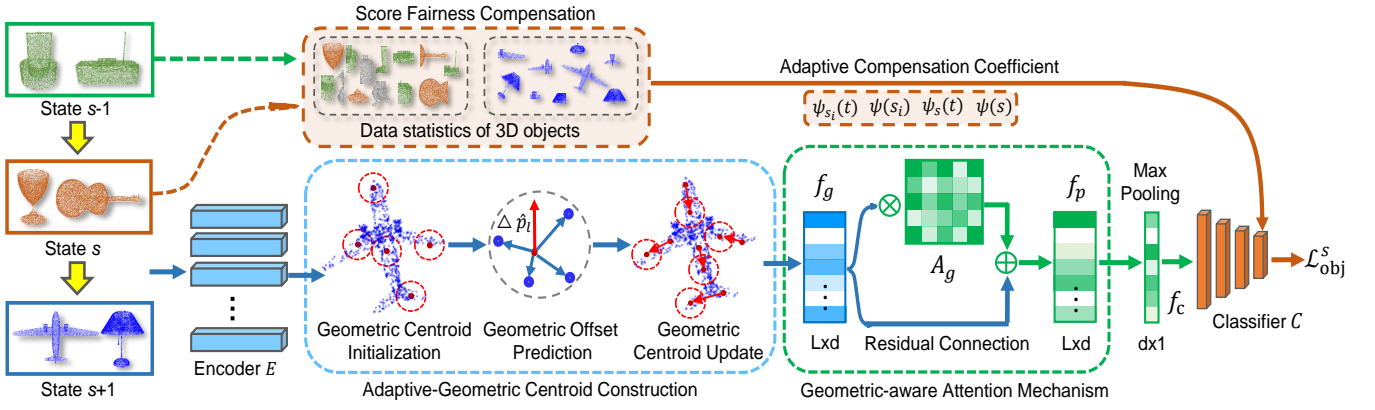 Score Fairness Compensation
State s-1
Data statistics of 3D objects
Adaptive Compensation Coefficient
ψ_{s_i}(t) ψ(s_i) ψ_s(t) ψ(s)
State s
State s+1
Encoder E
△ p̂_i
Geometric Centroid
Initialization
Geometric Offset
Prediction
Geometric
Centroid Update
Adaptive-Geometric Centroid Construction
f_g
Lxd
A_g
Residual Connection
f_p
Lxd
Geometric-aware Attention Mechanism
Max
Pooling
f_c
dx1
Classifier C
ℒ^s_obj